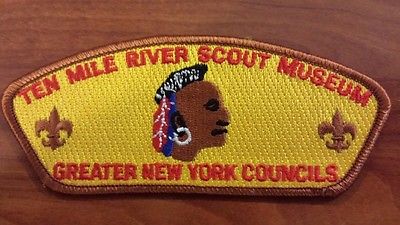 TEN MILE RIVER SCOUT MUSEUM
GREATER NEW YORK COUNCILS